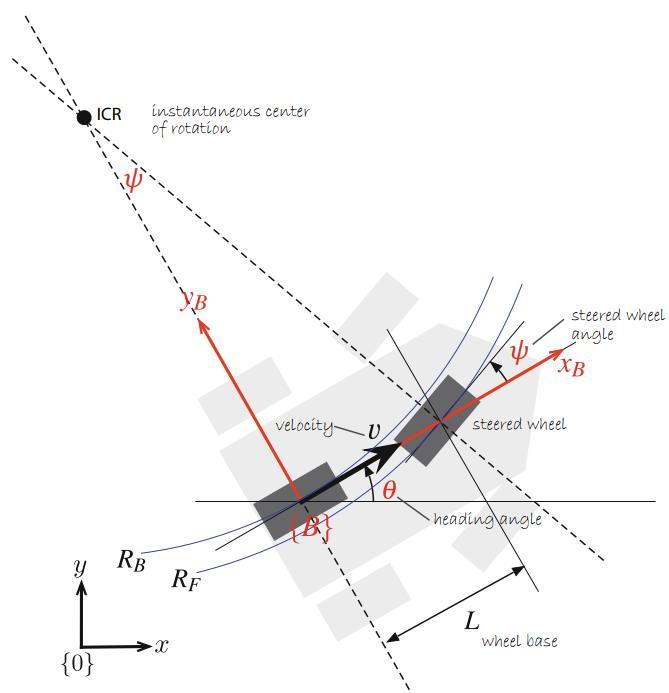 ICR
instantaneous center
of rotation
ψ
y_B
steered wheel
angle
ψ
x_B
velocity
v
steered wheel
θ
{B}
heading angle
R_B
R_F
y
x
{0}
L
wheel base